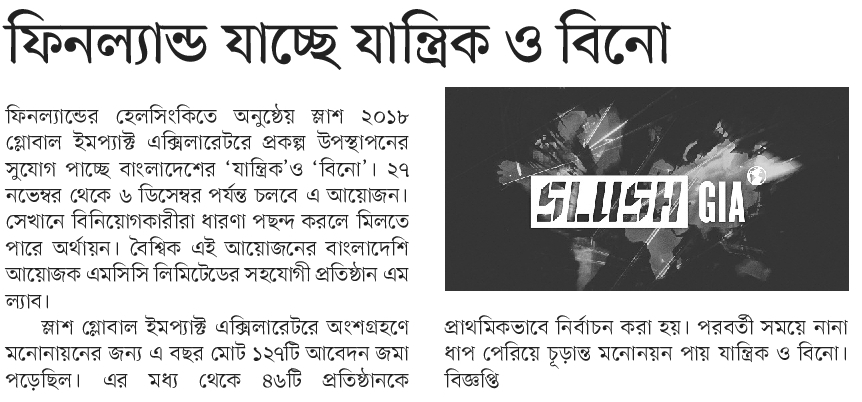 ফিনল্যান্ড যাচ্ছে যান্ত্রিক ও বিনো
ফিনল্যান্ডের হেলসিংকিতে অনুষ্ঠেয় স্লাশ ২০১৮
গ্লোবাল ইমপ্যাক্ট এক্সিলারেটরে প্রকল্প উপস্থাপনের
সুযোগ পাচ্ছে বাংলাদেশের ‘যান্ত্রিক’ও ‘বিনো’। ২৭
নভেম্বর থেকে ৬ ডিসেম্বর পর্যন্ত চলবে এ আয়োজন।
সেখানে বিনিয়োগকারীরা ধারণা পছন্দ করলে মিলতে
পারে অর্থায়ন। বৈশ্বিক এই আয়োজনের বাংলাদেশি
আয়োজক এমসিসি লিমিটেডের সহযোগী প্রতিষ্ঠান এম
ল্যাব।
স্লাশ গ্লোবাল ইমপ্যাক্ট এক্সিলারেটরে অংশগ্রহণে
মনোনায়নের জন্য এ বছর মোট ১২৭টি আবেদন জমা
পড়েছিল। এর মধ্য থেকে ৪৬টি প্রতিষ্ঠানকে
SLUSH GIA
প্রাথমিকভাবে নির্বাচন করা হয়। পরবর্তী সময়ে নানা
ধাপ পেরিয়ে চূড়ান্ত মনোনয়ন পায় যান্ত্রিক ও বিনো।
বিজ্ঞপ্তি